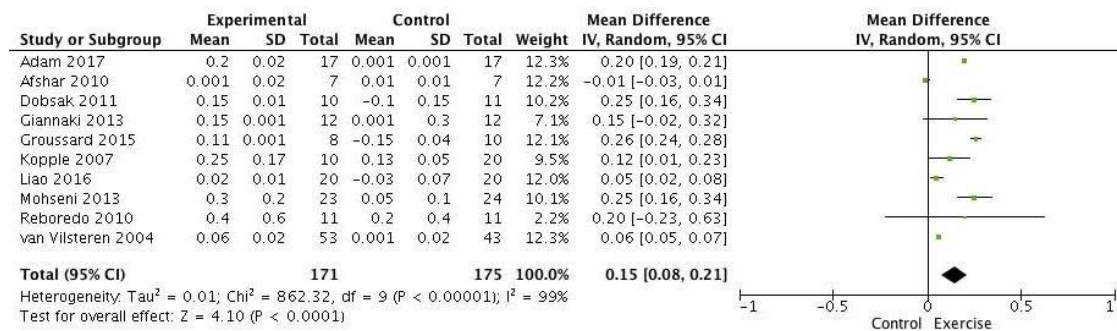 Experimental Control Mean Difference Mean Difference
Study or Subgroup Mean SD Total Mean SD Total Weight IV, Random, 95% CI IV, Random, 95% CI
Adam 2017 0.2 0.02 17 0.001 0.001 17 12.3% 0.20 [0.19, 0.21]
Afshar 2010 0.001 0.02 7 0.01 0.01 7 12.2% −0.01 [−0.03, 0.01]
Dobsak 2011 0.15 0.01 10 −0.1 0.15 11 10.2% 0.25 [0.16, 0.34]
Giannaki 2013 0.15 0.001 12 0.001 0.3 12 7.1% 0.15 [−0.02, 0.32]
Groussard 2015 0.11 0.001 8 −0.15 0.04 10 12.1% 0.26 [0.24, 0.28]
Kopple 2007 0.25 0.17 10 0.13 0.05 20 9.5% 0.12 [0.01, 0.23]
Liao 2016 0.02 0.01 20 −0.03 0.07 20 12.0% 0.05 [0.02, 0.08]
Mohseni 2013 0.3 0.2 23 0.05 0.1 24 10.1% 0.25 [0.16, 0.34]
Reboredo 2010 0.4 0.6 11 0.2 0.4 11 2.2% 0.20 [−0.23, 0.63]
van Vilsteren 2004 0.06 0.02 53 0.001 0.02 43 12.3% 0.06 [0.05, 0.07]
Total (95% CI) 171 175 100.0% 0.15 [0.08, 0.21]
Heterogeneity: Tau² = 0.01; Chi² = 862.32, df = 9 (P < 0.00001); I² = 99%
Test for overall effect: Z = 4.10 (P < 0.0001)
−1 −0.5 0 0.5 1
Control Exercise